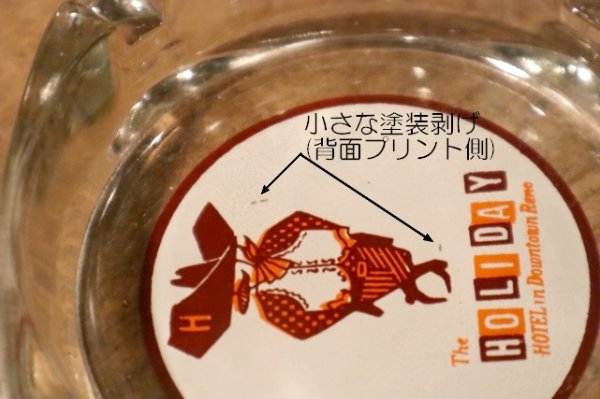 小さな塗装剥げ
(背面プリント側)
H
The
HOLIDAY
HOTEL in Downtown Reno